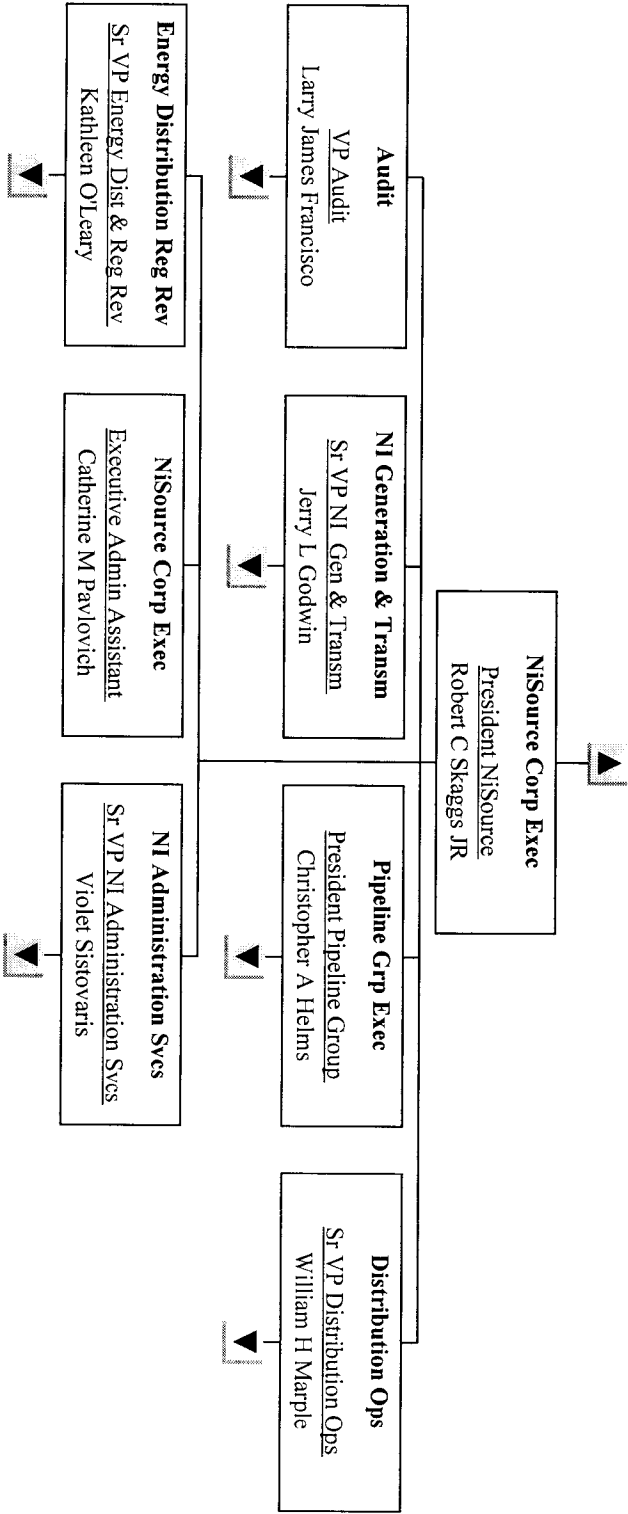 NiSource Corp Exec
President NiSource
Robert C Skaggs JR
Audit
VP Audit
Larry James Francisco
NI Generation & Transm
Sr VP NI Gen & Transm
Jerry L Godwin
Pipeline Grp Exec
President Pipeline Group
Christopher A Helms
Distribution Ops
Sr VP Distribution Ops
William H Marple
Energy Distribution Reg Rev
Sr VP Energy Dist & Reg Rev
Kathleen O'Leary
NiSource Corp Exec
Executive Admin Assistant
Catherine M Pavlovich
NI Administration Svcs
Sr VP NI Administration Svcs
Violet Sistovaris